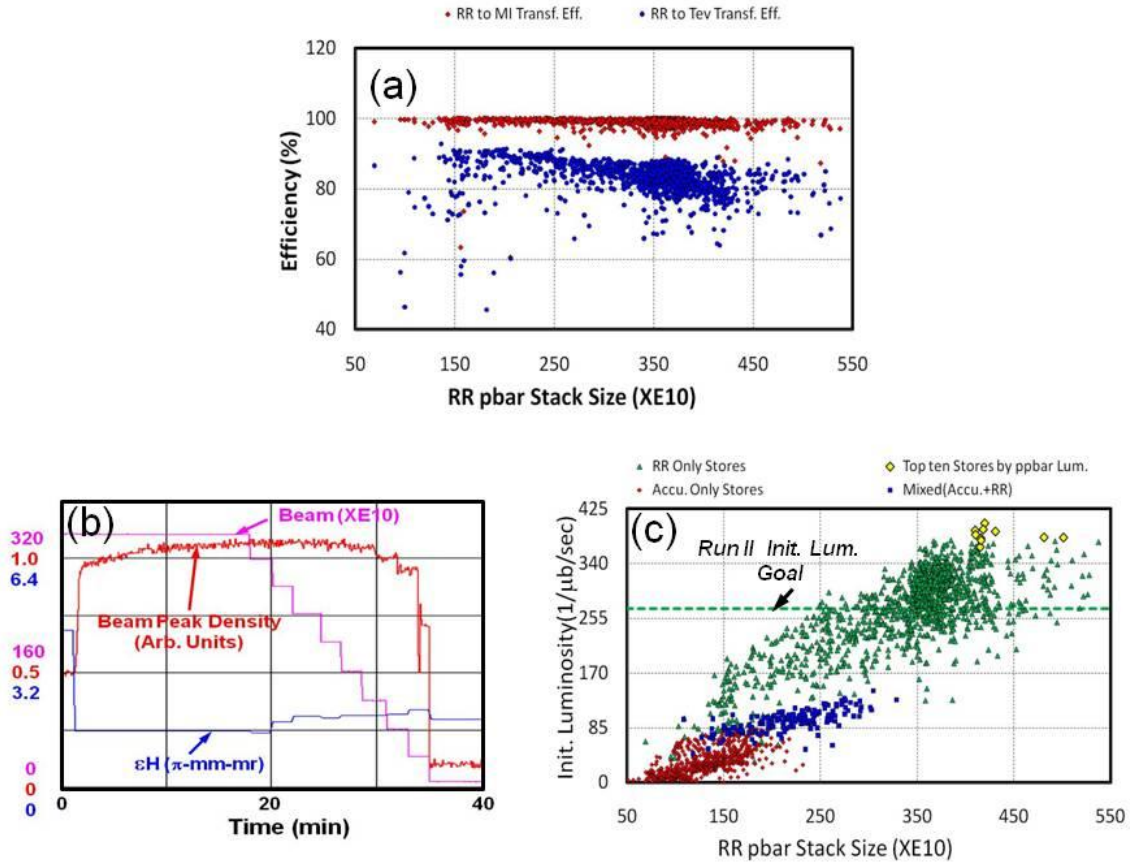 RR to MI Transf. Eff. RR to Tev Transf. Eff.
(a)
120
100
80
60
40
Efficiency (%)
50 150 250 350 450 550
RR pbar Stack Size (XE10)
(b)
Beam (XE10)
320
1.0
6.4
Beam Peak Density
(Arb. Units)
160
0.5
3.2
εH (π-mm-mr)
0
0
0
0 20 40
Time (min)
RR Only Stores Top ten Stores by ppbar Lum.
Accu. Only Stores Mixed(Accu.+RR)
(c)
425
340
255
170
85
0
Init. Luminosity(1/μb/sec)
Run II Init. Lum.
Goal
50 150 250 350 450 550
RR pbar Stack Size (XE10)